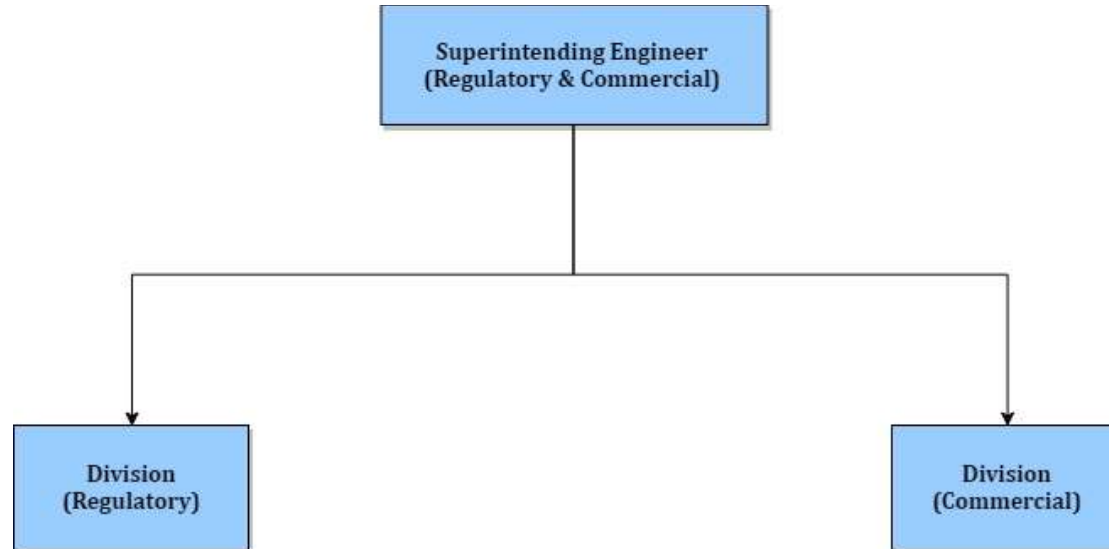 Superintending Engineer
(Regulatory & Commercial)
Division
(Regulatory)
Division
(Commercial)